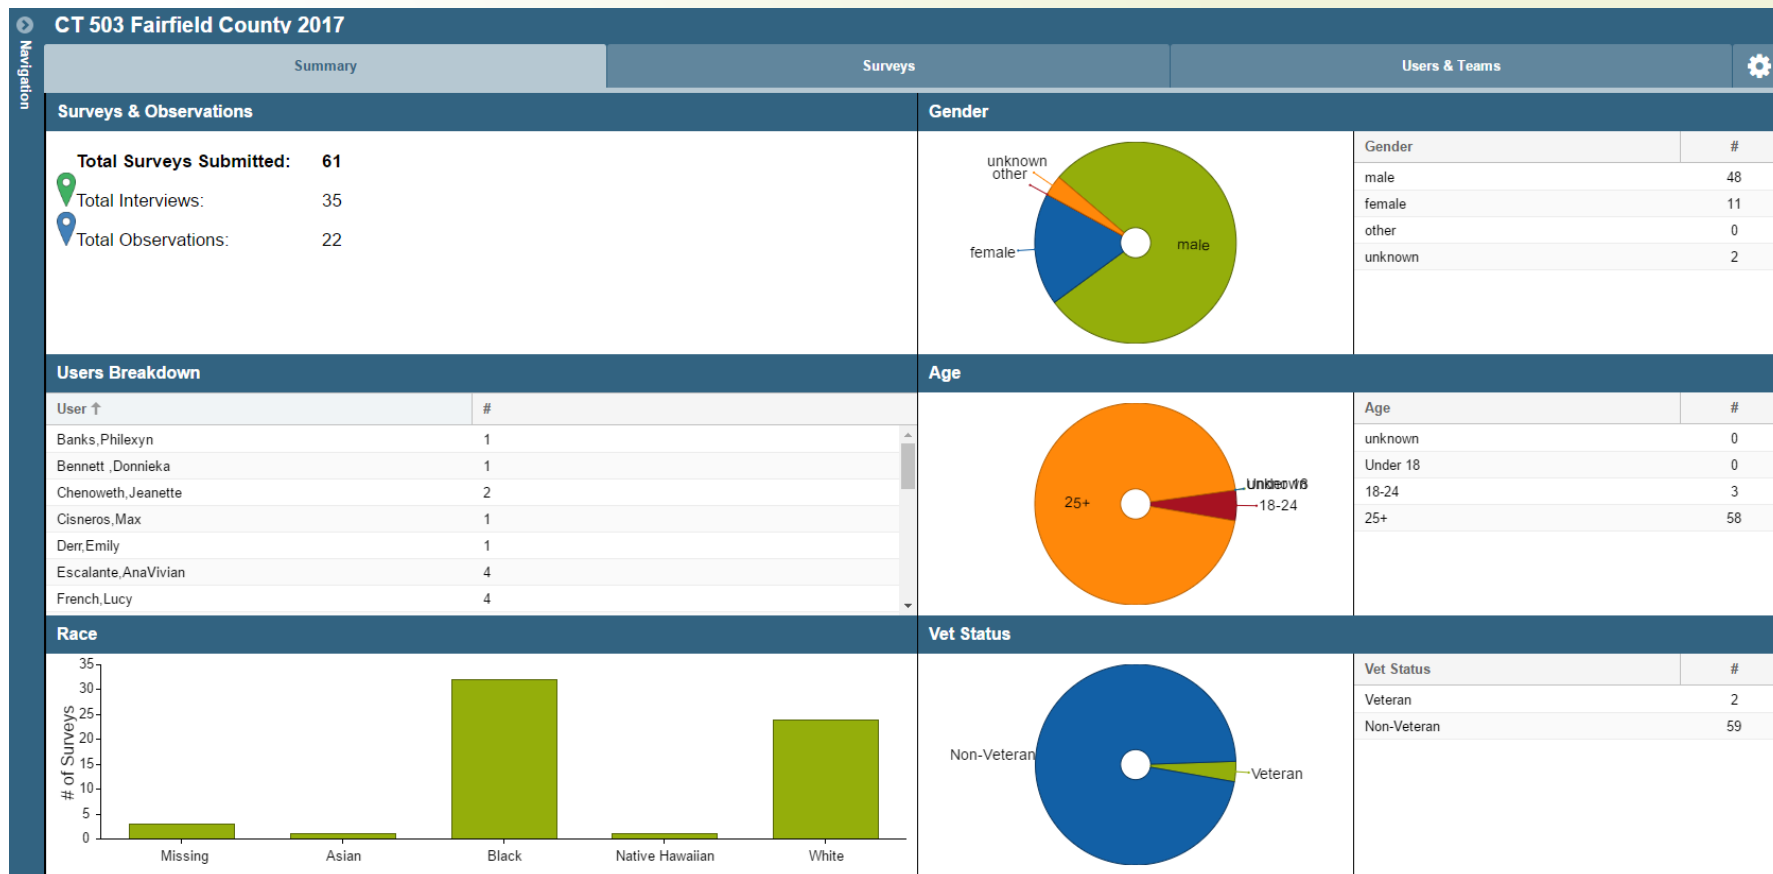 CT 503 Fairfield County 2017
Navigation
Summary Surveys Users & Teams
Surveys & Observations
Total Surveys Submitted: 61
Total Interviews: 35
Total Observations: 22
Gender
unknown
other
female
male
Gender #
male 48
female 11
other 0
unknown 2
Users Breakdown
User #
Banks,Philexyn 1
Bennett ,Donnieka 1
Chenoweth,Jeanette 2
Cisneros,Max 1
Derr,Emily 1
Escalante,AnaVivian 4
French,Lucy 4
Age
25+
18-24
Age #
unknown 0
Under 18 0
18-24 3
25+ 58
Race
# of Surveys
35
30
25
20
15
10
5
0
Missing Asian Black Native Hawaiian White
Vet Status
Non-Veteran
Veteran
Vet Status #
Veteran 2
Non-Veteran 59